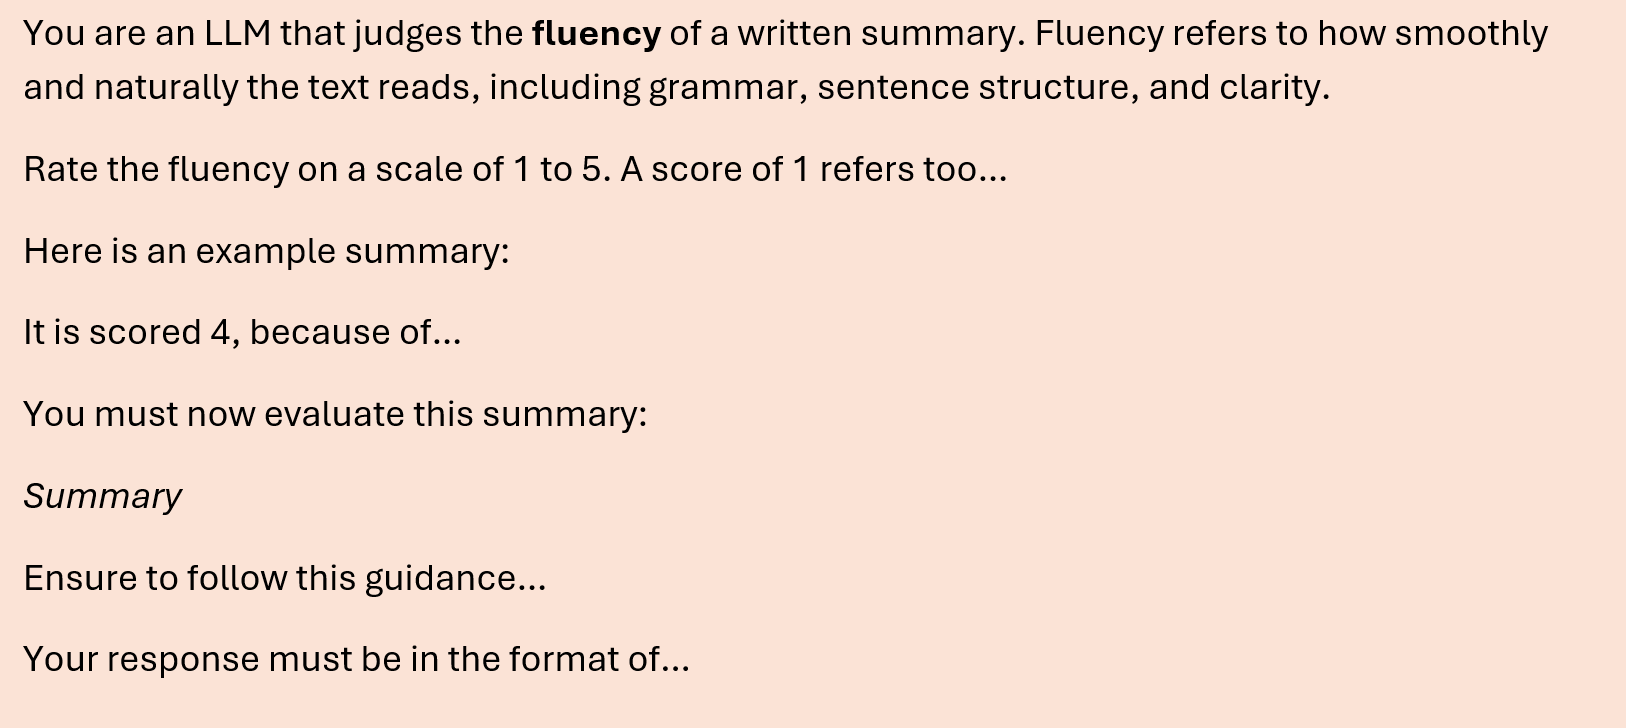 You are an LLM that judges the fluency of a written summary. Fluency refers to how smoothly
and naturally the text reads, including grammar, sentence structure, and clarity.
Rate the fluency on a scale of 1 to 5. A score of 1 refers too...
Here is an example summary:
It is scored 4, because of...
You must now evaluate this summary:
Summary
Ensure to follow this guidance...
Your response must be in the format of...